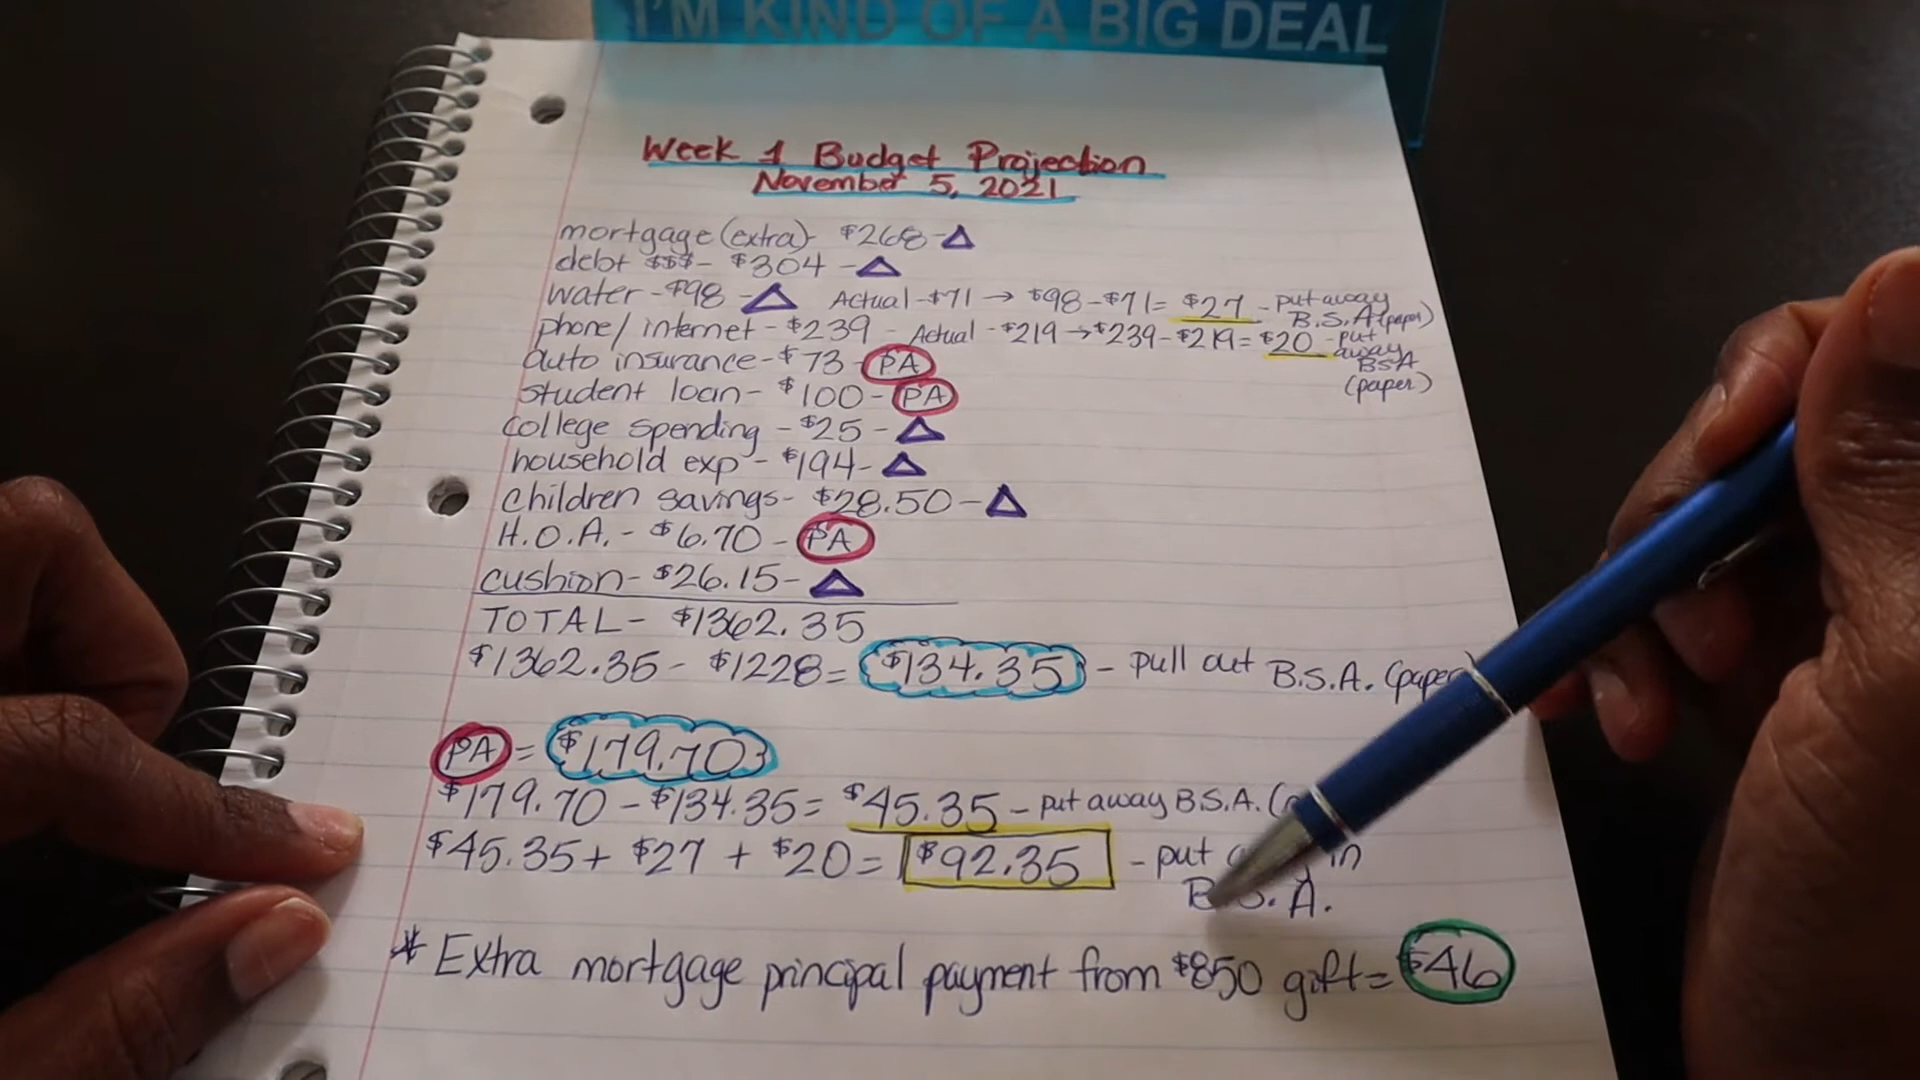 I'M KIND OF A BIG DEAL
Week 1 Budget Projection
November 5, 2021
mortgage (extra)- $268-
debt $$$- $304 -
water-$98 - Actual-$71 → $98-$71= $27 - put away
B.S.A (paper)
phone/internet-$239 - Actual-$219 → $239-$219= $20 - put
away
BSA
(paper)
auto insurance-$73- PA
student loan- $100- PA
college spending - $25 -
household exp - $194-
children savings- $28.50-
H.O.A.- $6.70- PA
cushion- $26.15-
TOTAL- $1362.35
$1362.35 - $1228= $134.35 - pull out B.S.A. (paper
PA = $179.70
$179.70 - $134.35= $45.35 - put away B.S.A. (
$45.35+ $27 + $20= $92.35 - put in
B.S.A.
* Extra mortgage principal payment from $850 gift= $46